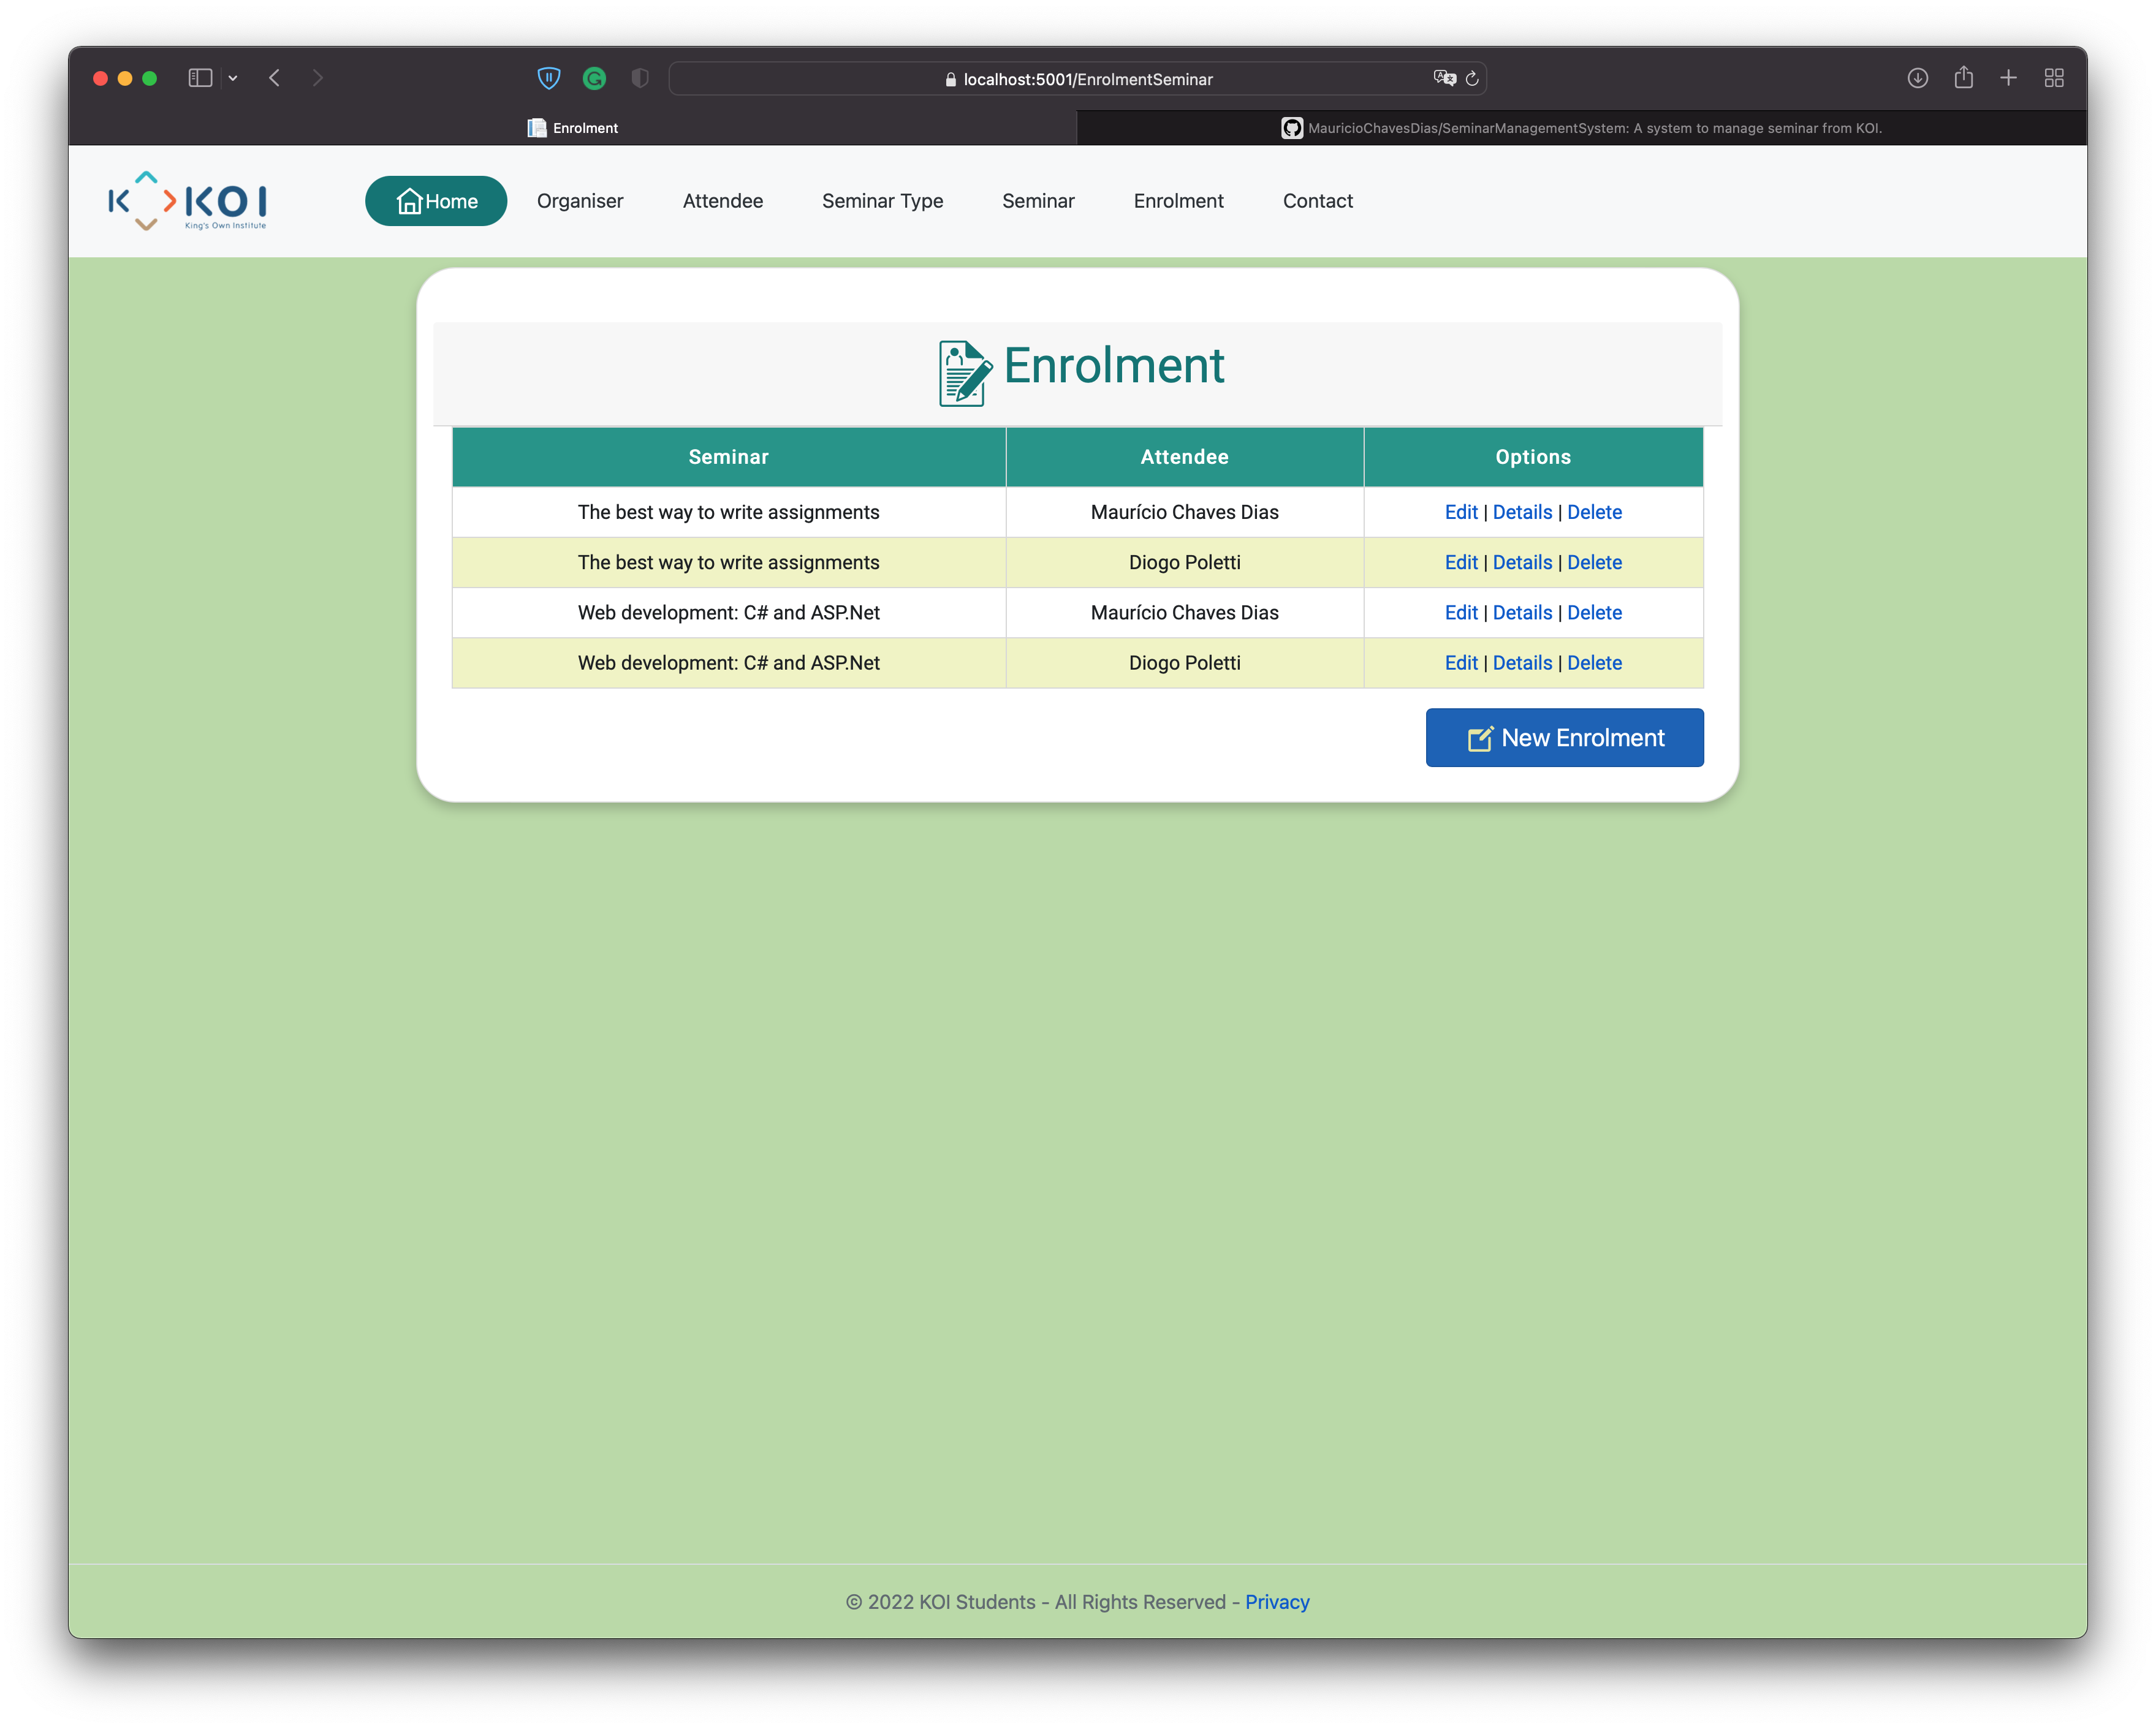 localhost:5001/EnrolmentSeminar
Enrolment
MauricioChavesDias/SeminarManagementSystem: A system to manage seminar from KOI.
KOI
King's Own Institute
Home Organiser Attendee Seminar Type Seminar Enrolment Contact
Enrolment
Seminar Attendee Options
The best way to write assignments Maurício Chaves Dias Edit | Details | Delete
The best way to write assignments Diogo Poletti Edit | Details | Delete
Web development: C# and ASP.Net Maurício Chaves Dias Edit | Details | Delete
Web development: C# and ASP.Net Diogo Poletti Edit | Details | Delete
New Enrolment
© 2022 KOI Students - All Rights Reserved - Privacy